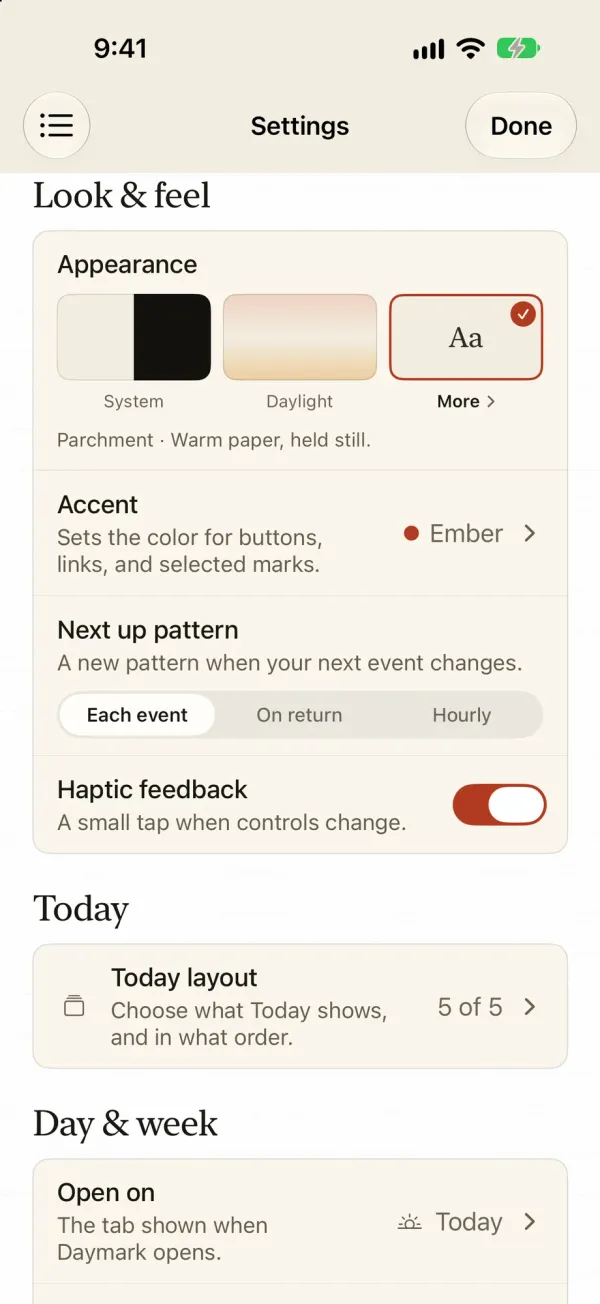 9:41
Settings
Done
Look & feel
Appearance
Aa
System
Daylight
More
Parchment · Warm paper, held still.
Accent
Sets the color for buttons,
links, and selected marks.
Ember
Next up pattern
A new pattern when your next event changes.
Each event
On return
Hourly
Haptic feedback
A small tap when controls change.
Today
Today layout
Choose what Today shows,
and in what order.
5 of 5
Day & week
Open on
The tab shown when
Daymark opens.
Today